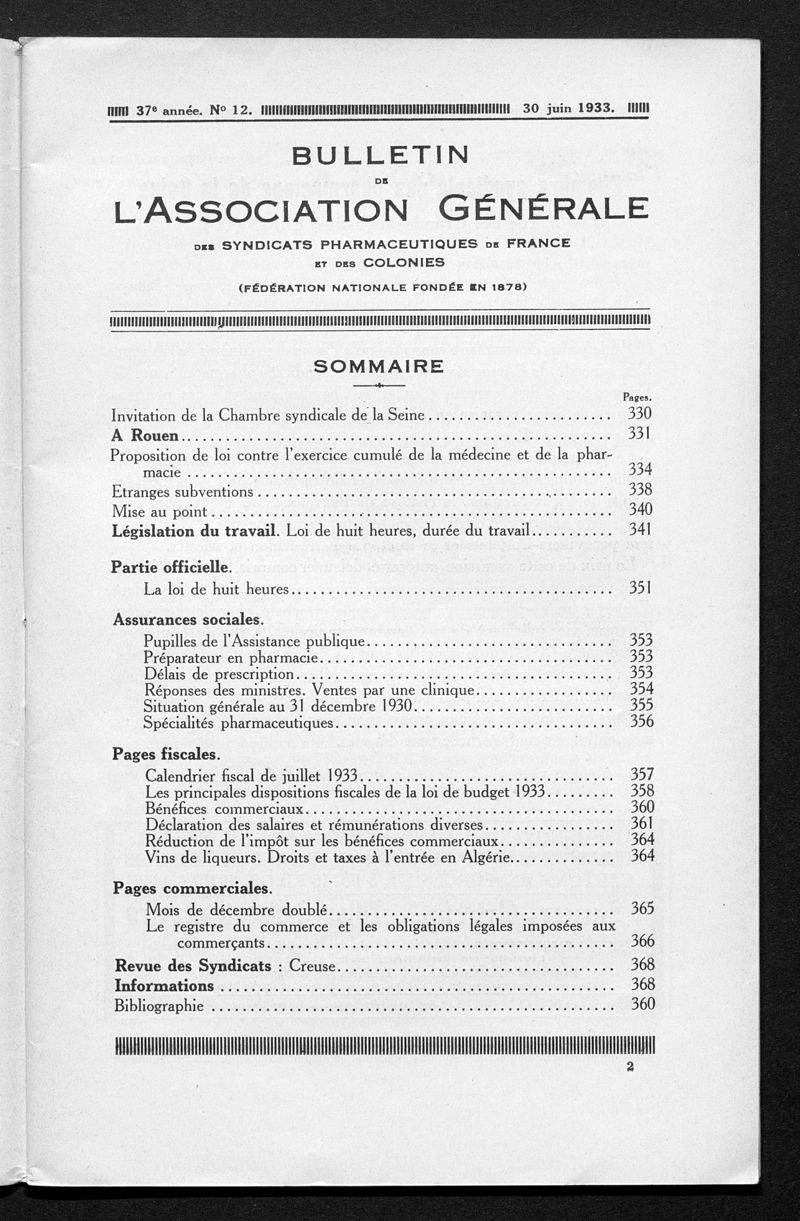 37e année. No 12. 30 juin 1933.
BULLETIN
DE
L'ASSOCIATION GÉNÉRALE
DES SYNDICATS PHARMACEUTIQUES DE FRANCE
ET DES COLONIES
(FÉDÉRATION NATIONALE FONDÉE EN 1878)
SOMMAIRE
Pages.
Invitation de la Chambre syndicale de la Seine ........................ 330
A Rouen........................................................ 331
Proposition de loi contre l'exercice cumulé de la médecine et de la phar-
macie ....................................................... 334
Etranges subventions .............................................. 338
Mise au point .................................................... 340
Législation du travail. Loi de huit heures, durée du travail........... 341
Partie officielle.
La loi de huit heures.......................................... 351
Assurances sociales.
Pupilles de l'Assistance publique................................ 353
Préparateur en pharmacie...................................... 353
Délais de prescription......................................... 353
Réponses des ministres. Ventes par une clinique.................. 354
Situation générale au 31 décembre 1930.......................... 355
Spécialités pharmaceutiques.................................... 356
Pages fiscales.
Calendrier fiscal de juillet 1933................................. 357
Les principales dispositions fiscales de la loi de budget 1933......... 358
Bénéfices commerciaux........................................ 360
Déclaration des salaires et rémunérations diverses................. 361
Réduction de l'impôt sur les bénéfices commerciaux............... 364
Vins de liqueurs. Droits et taxes à l'entrée en Algérie.............. 364
Pages commerciales.
Mois de décembre doublé..................................... 365
Le registre du commerce et les obligations légales imposées aux
commerçants............................................. 366
Revue des Syndicats : Creuse.................................... 368
Informations ................................................... 368
Bibliographie .................................................... 360
2